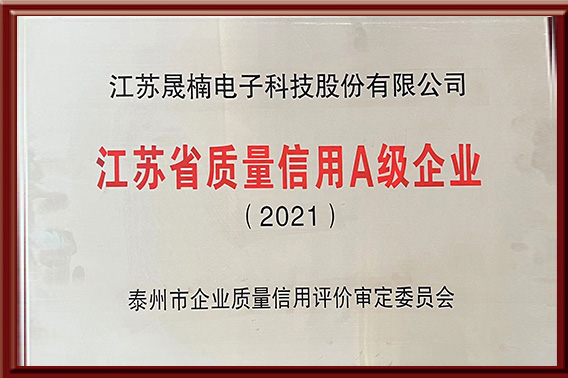 江苏晟楠电子科技股份有限公司
江苏省质量信用A级企业
（2021）
泰州市企业质量信用评价审定委员会